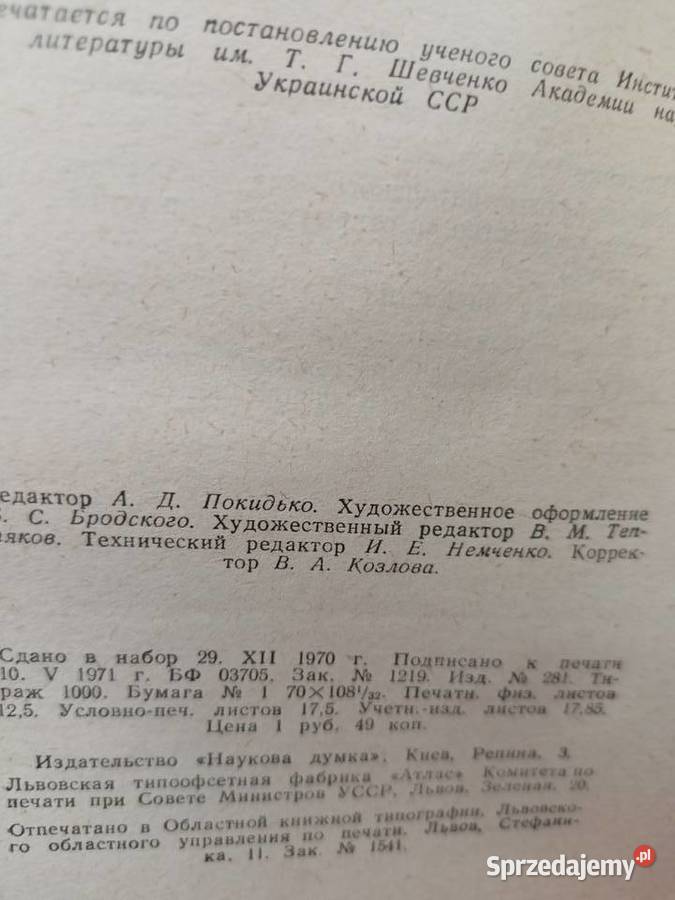 ечатается по постановлению ученого совета Инстит
литературы им. Т. Г. Шевченко Академии на
Украинской ССР
едактор А. Д. Покидько. Художественное оформление
. С. Бродского. Художественный редактор В. М. Теп-
ляков. Технический редактор И. Е. Немченко. Коррек-
тор В. А. Козлова.
Сдано в набор 29. XII 1970 г. Подписано к печати
10. V 1971 г. БФ 03705. Зак. № 1219. Изд. № 281. Ти-
раж 1000. Бумага № 1 70×108¹/₃₂. Печатн. физ. листов
12,5. Условно-печ. листов 17,5. Учетн.-изд. листов 17,85.
Цена 1 руб. 49 коп.
Издательство «Наукова думка», Киев, Репина, 3.
Львовская типоофсетная фабрика «Атлас» Комитета по
печати при Совете Министров УССР, Львов, Зеленая, 20.
Отпечатано в Областной книжной типографии, Львовско-
го областного управления по печати. Львов, Стефани-
ка, 11. Зак. № 1541.
Sprzedajemy.pl